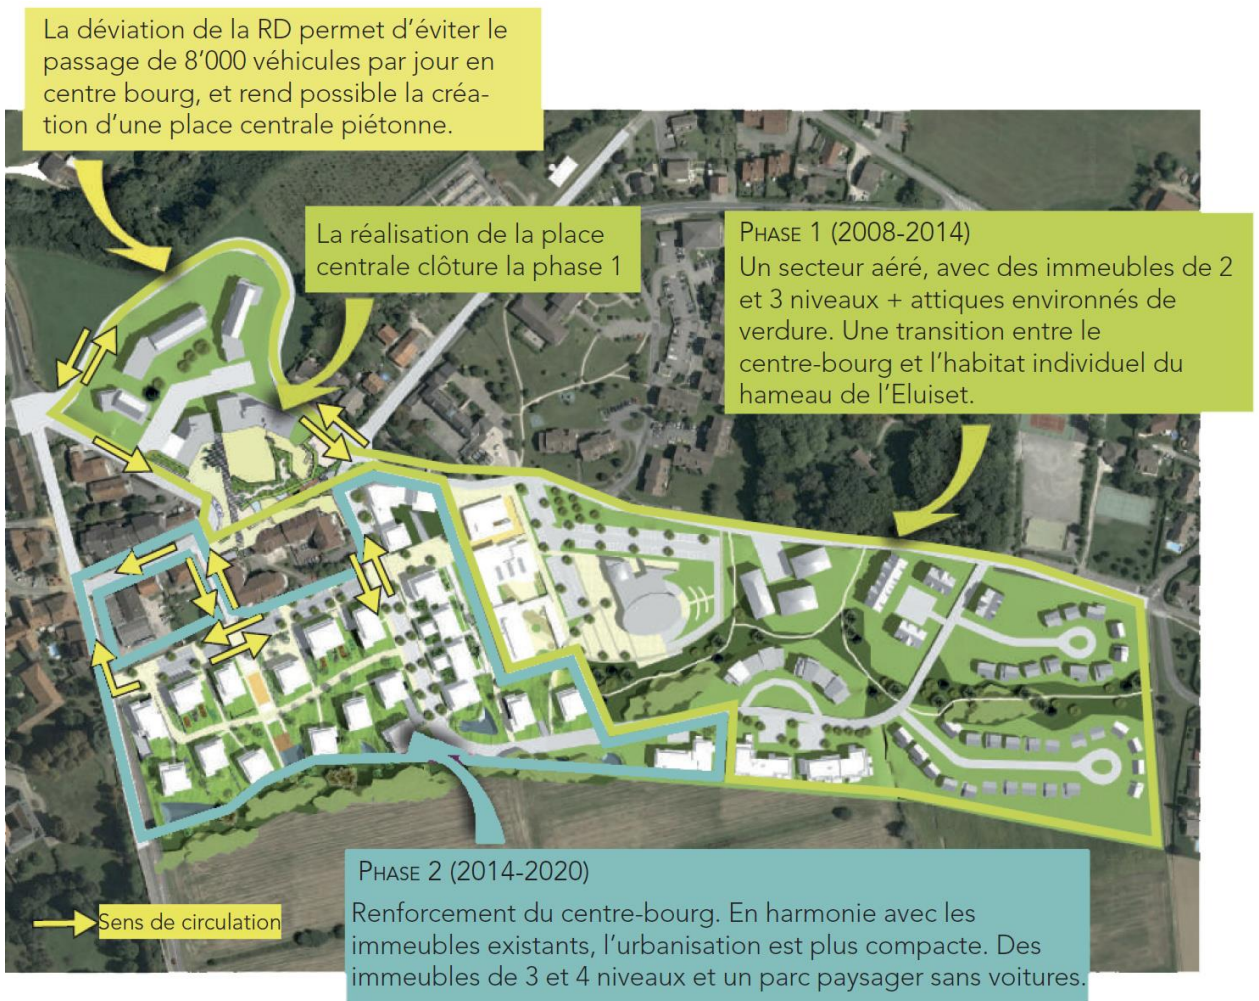 La déviation de la RD permet d'éviter le
passage de 8'000 véhicules par jour en
centre bourg, et rend possible la créa-
tion d'une place centrale piétonne.
La réalisation de la place
centrale clôture la phase 1
PHASE 1 (2008-2014)
Un secteur aéré, avec des immeubles de 2
et 3 niveaux + attiques environnés de
verdure. Une transition entre le
centre-bourg et l'habitat individuel du
hameau de l'Eluiset.
PHASE 2 (2014-2020)
Renforcement du centre-bourg. En harmonie avec les
immeubles existants, l'urbanisation est plus compacte. Des
immeubles de 3 et 4 niveaux et un parc paysager sans voitures.
Sens de circulation